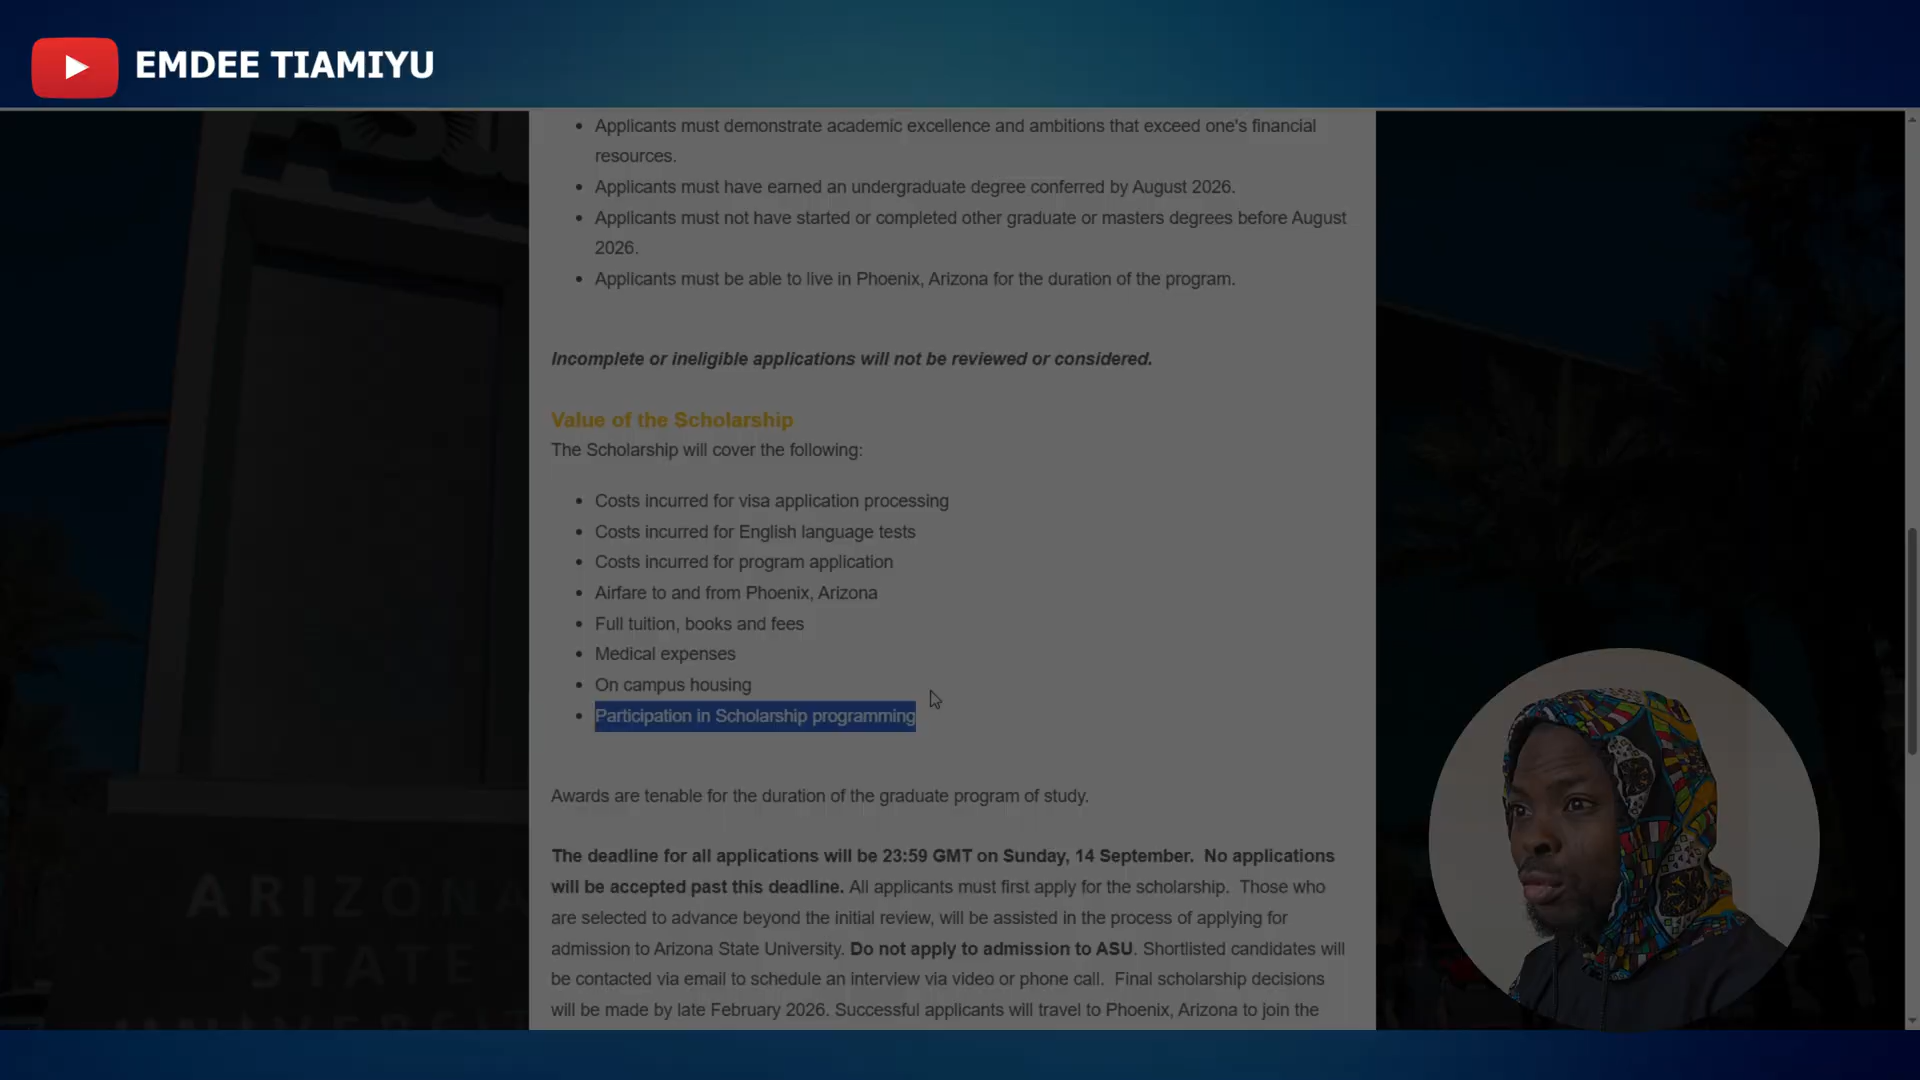 EMDEE TIAMIYU
Applicants must demonstrate academic excellence and ambitions that exceed one's financial
resources.
Applicants must have earned an undergraduate degree conferred by August 2026.
Applicants must not have started or completed other graduate or masters degrees before August
2026.
Applicants must be able to live in Phoenix, Arizona for the duration of the program.
Incomplete or ineligible applications will not be reviewed or considered.
Value of the Scholarship
The Scholarship will cover the following:
Costs incurred for visa application processing
Costs incurred for English language tests
Costs incurred for program application
Airfare to and from Phoenix, Arizona
Full tuition, books and fees
Medical expenses
On campus housing
Participation in Scholarship programming
Awards are tenable for the duration of the graduate program of study.
The deadline for all applications will be 23:59 GMT on Sunday, 14 September. No applications
will be accepted past this deadline. All applicants must first apply for the scholarship. Those who
are selected to advance beyond the initial review, will be assisted in the process of applying for
admission to Arizona State University. Do not apply to admission to ASU. Shortlisted candidates will
be contacted via email to schedule an interview via video or phone call. Final scholarship decisions
will be made by late February 2026. Successful applicants will travel to Phoenix, Arizona to join the
ARIZONA
STATE